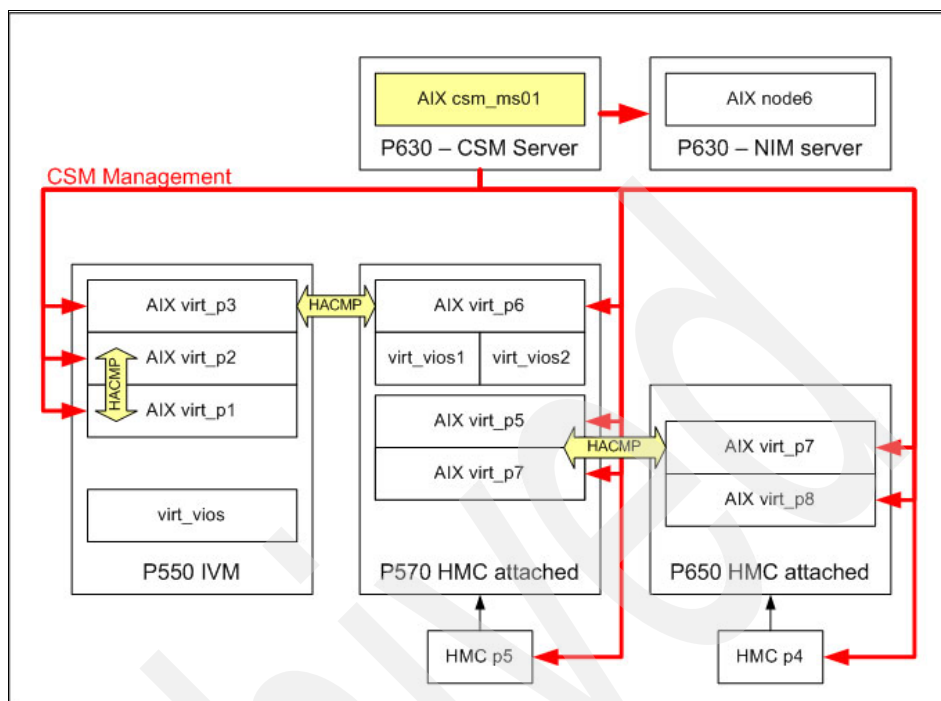 AIX csm_ms01
P630 – CSM Server
AIX node6
P630 – NIM server
CSM Management
AIX virt_p3
AIX virt_p2
AIX virt_p1
HACMP
virt_vios
P550 IVM
HACMP
AIX virt_p6
virt_vios1
virt_vios2
AIX virt_p5
AIX virt_p7
P570 HMC attached
HMC p5
HACMP
AIX virt_p7
AIX virt_p8
P650 HMC attached
HMC p4